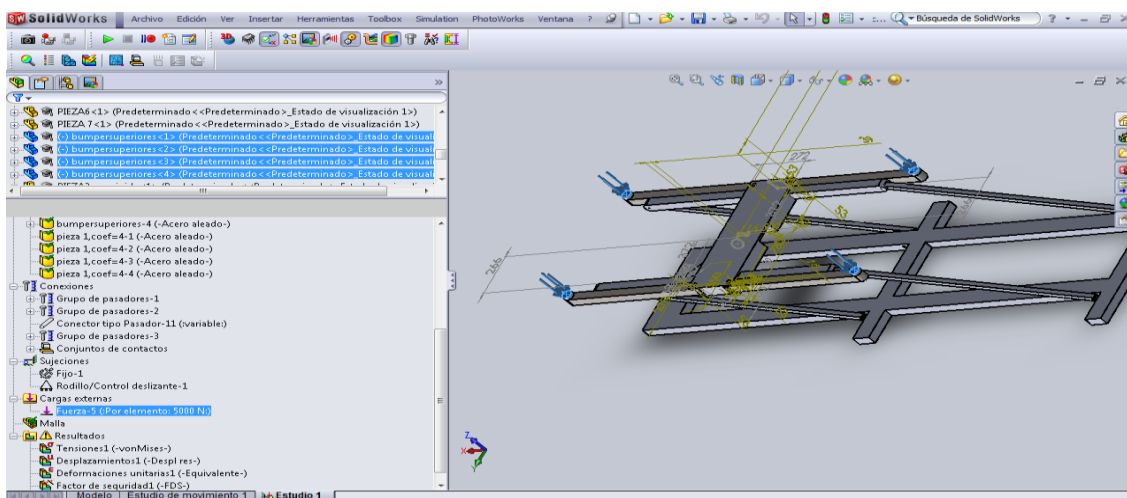 SolidWorks Archivo Edición Ver Insertar Herramientas Toolbox Simulation PhotoWorks Ventana ? Búsqueda de SolidWorks
PIEZA6<1> (Predeterminado<<Predeterminado>_Estado de visualización 1>)
PIEZA 7<1> (Predeterminado<<Predeterminado>_Estado de visualización 1>)
(-) bumpersuperiores<1> (Predeterminado<<Predeterminado>_Estado de visuali
(-) bumpersuperiores<2> (Predeterminado<<Predeterminado>_Estado de visuali
(-) bumpersuperiores<3> (Predeterminado<<Predeterminado>_Estado de visuali
(-) bumpersuperiores<4> (Predeterminado<<Predeterminado>_Estado de visuali
bumpersuperiores-4 (-Acero aleado-)
pieza 1,coef=4-1 (-Acero aleado-)
pieza 1,coef=4-2 (-Acero aleado-)
pieza 1,coef=4-3 (-Acero aleado-)
pieza 1,coef=4-4 (-Acero aleado-)
Conexiones
Grupo de pasadores-1
Grupo de pasadores-2
Conector tipo Pasador-11 (:variable:)
Grupo de pasadores-3
Conjuntos de contactos
Sujeciones
Fijo-1
Rodillo/Control deslizante-1
Cargas externas
Fuerza-5 (:Por elemento: 5000 N:)
Malla
Resultados
Tensiones1 (-vonMises-)
Desplazamientos1 (-Despl res-)
Deformaciones unitarias1 (-Equivalente-)
Factor de seguridad1 (-FDS-)
Modelo Estudio de movimiento 1 Estudio 1
272
266
53
Z
X
Y